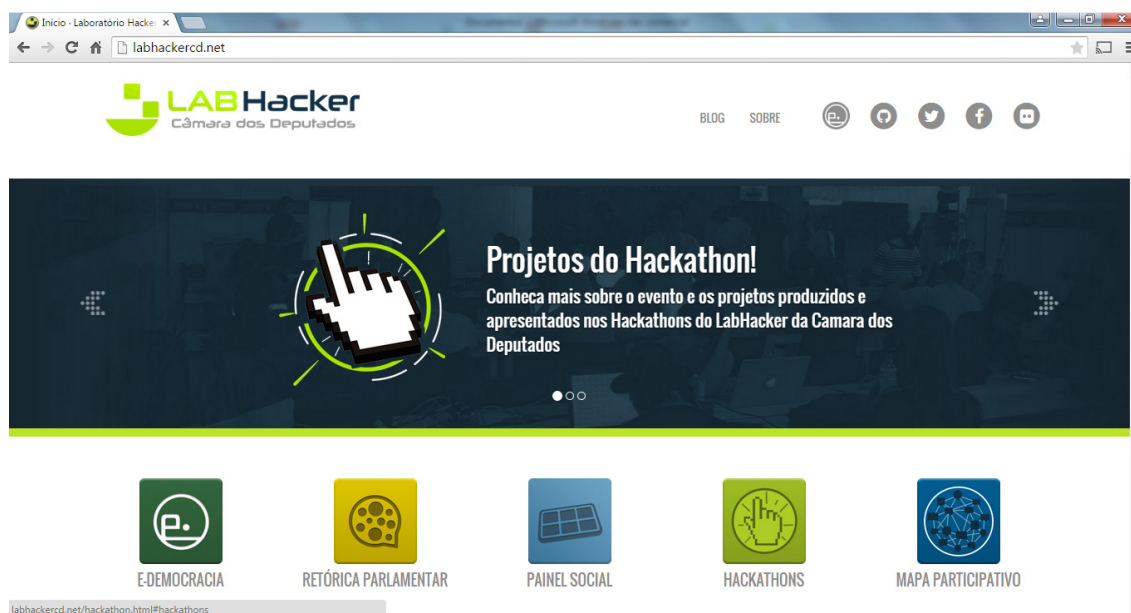 Início - Laboratório Hacke
labhackercd.net
LABHacker
Câmara dos Deputados
BLOG SOBRE
Projetos do Hackathon!
Conheca mais sobre o evento e os projetos produzidos e
apresentados nos Hackathons do LabHacker da Camara dos
Deputados
E-DEMOCRACIA RETÓRICA PARLAMENTAR PAINEL SOCIAL HACKATHONS MAPA PARTICIPATIVO
labhackercd.net/hackathon.html#hackathons